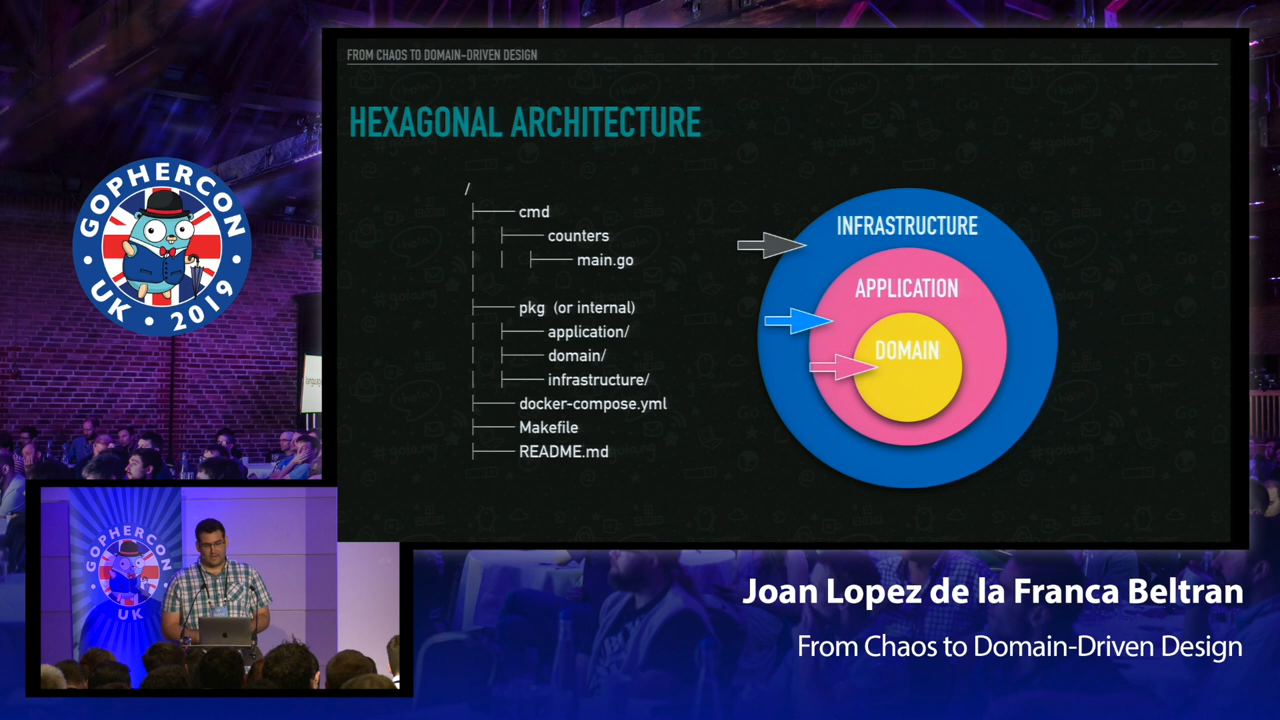 FROM CHAOS TO DOMAIN-DRIVEN DESIGN
HEXAGONAL ARCHITECTURE
/
cmd
counters
main.go
pkg (or internal)
application/
domain/
infrastructure/
docker-compose.yml
Makefile
README.md
INFRASTRUCTURE
APPLICATION
DOMAIN
GOPHERCON
UK • 2019
GOPHERCON
UK
Joan Lopez de la Franca Beltran
From Chaos to Domain-Driven Design